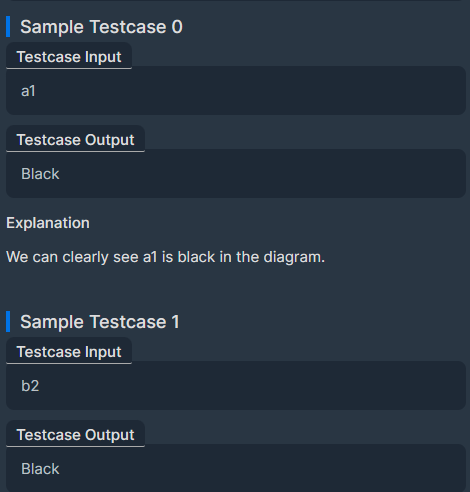 Sample Testcase 0
Testcase Input
a1
Testcase Output
Black
Explanation
We can clearly see a1 is black in the diagram.
Sample Testcase 1
Testcase Input
b2
Testcase Output
Black